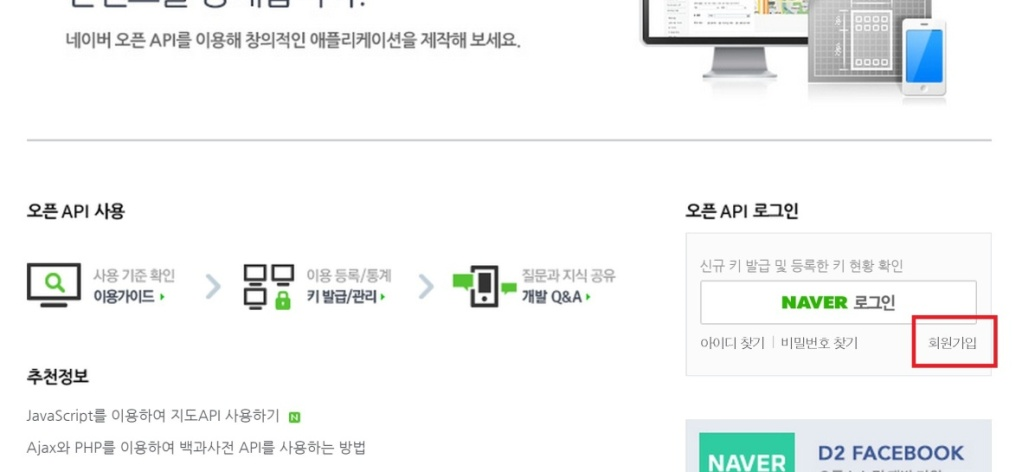 네이버 오픈 API를 이용해 창의적인 애플리케이션을 제작해 보세요.
오픈 API 사용
사용 기준 확인
이용가이드
이용 등록/통계
키 발급/관리
질문과 지식 공유
개발 Q&A
오픈 API 로그인
신규 키 발급 및 등록한 키 현황 확인
NAVER 로그인
아이디 찾기 | 비밀번호 찾기
회원가입
추천정보
JavaScript를 이용하여 지도API 사용하기 N
Ajax와 PHP를 이용하여 백과사전 API를 사용하는 방법
NAVER
D2 FACEBOOK